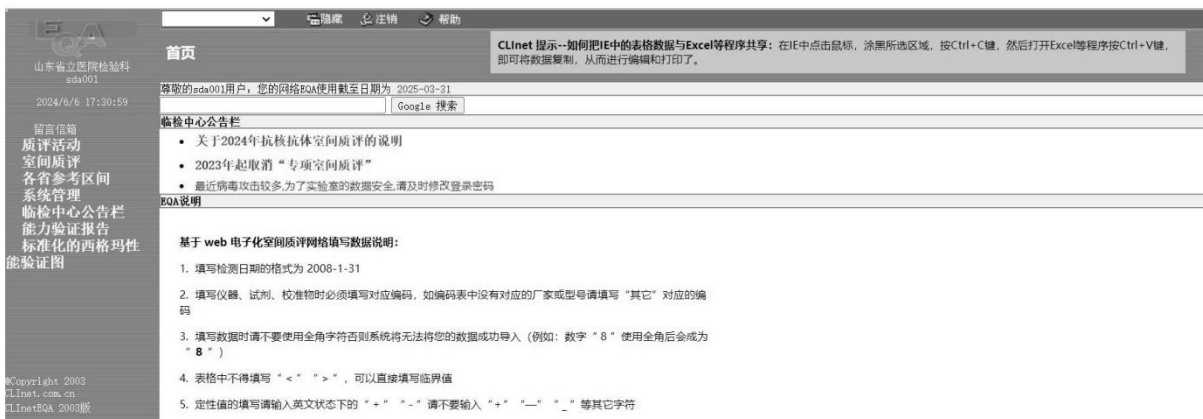 隐藏 注销 帮助
EQA
山东省立医院检验科
sda001
2024/6/6 17:30:59
留言信箱
质评活动
室间质评
各省参考区间
系统管理
临检中心公告栏
能力验证报告
标准化的西格玛性
能验证图
©Copyright 2003
CLInet.com.cn
CLInetEQA 2003版
首页
CLInet 提示--如何把IE中的表格数据与Excel等程序共享：在IE中点击鼠标，涂黑所选区域，按Ctrl+C键，然后打开Excel等程序按Ctrl+V键，
即可将数据复制，从而进行编辑和打印了。
尊敬的sda001用户，您的网络EQA使用截至日期为 2025-03-31
Google 搜索
临检中心公告栏
• 关于2024年抗核抗体室间质评的说明
• 2023年起取消“专项室间质评”
• 最近病毒攻击较多,为了实验室的数据安全,请及时修改登录密码
EQA说明
基于 web 电子化室间质评网络填写数据说明：
1. 填写检测日期的格式为 2008-1-31
2. 填写仪器、试剂、校准物时必须填写对应编码，如编码表中没有对应的厂家或型号请填写“其它”对应的编
码
3. 填写数据时请不要使用全角字符否则系统将无法将您的数据成功导入（例如：数字“8”使用全角后会成为
“８”）
4. 表格中不得填写“<”“>”，可以直接填写临界值
5. 定性值的填写请输入英文状态下的“+”“-”请不要输入“+”“—”“_”等其它字符